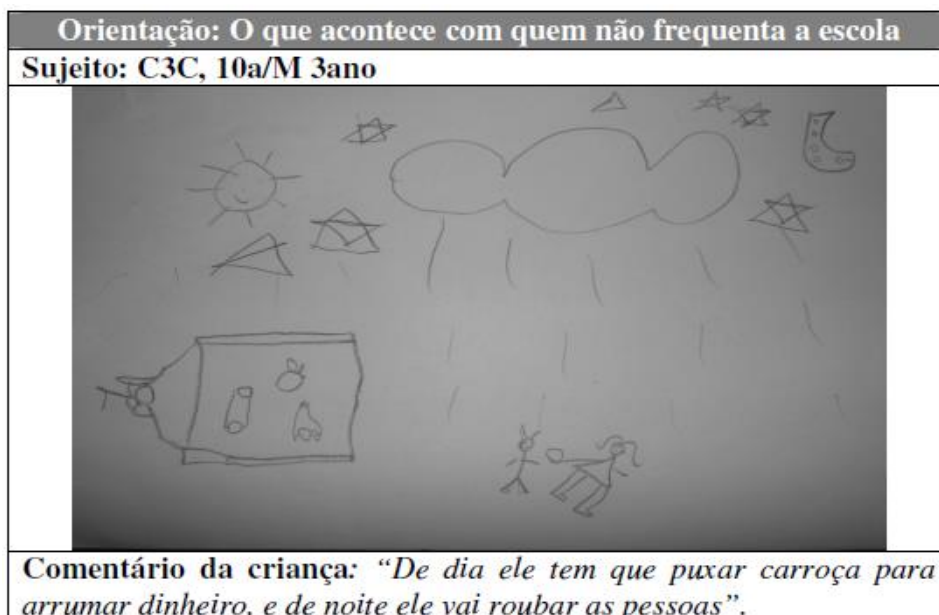 Orientação: O que acontece com quem não frequenta a escola
Sujeito: C3C, 10a/M 3ano
Comentário da criança: “De dia ele tem que puxar carroça para
arrumar dinheiro, e de noite ele vai roubar as pessoas”.